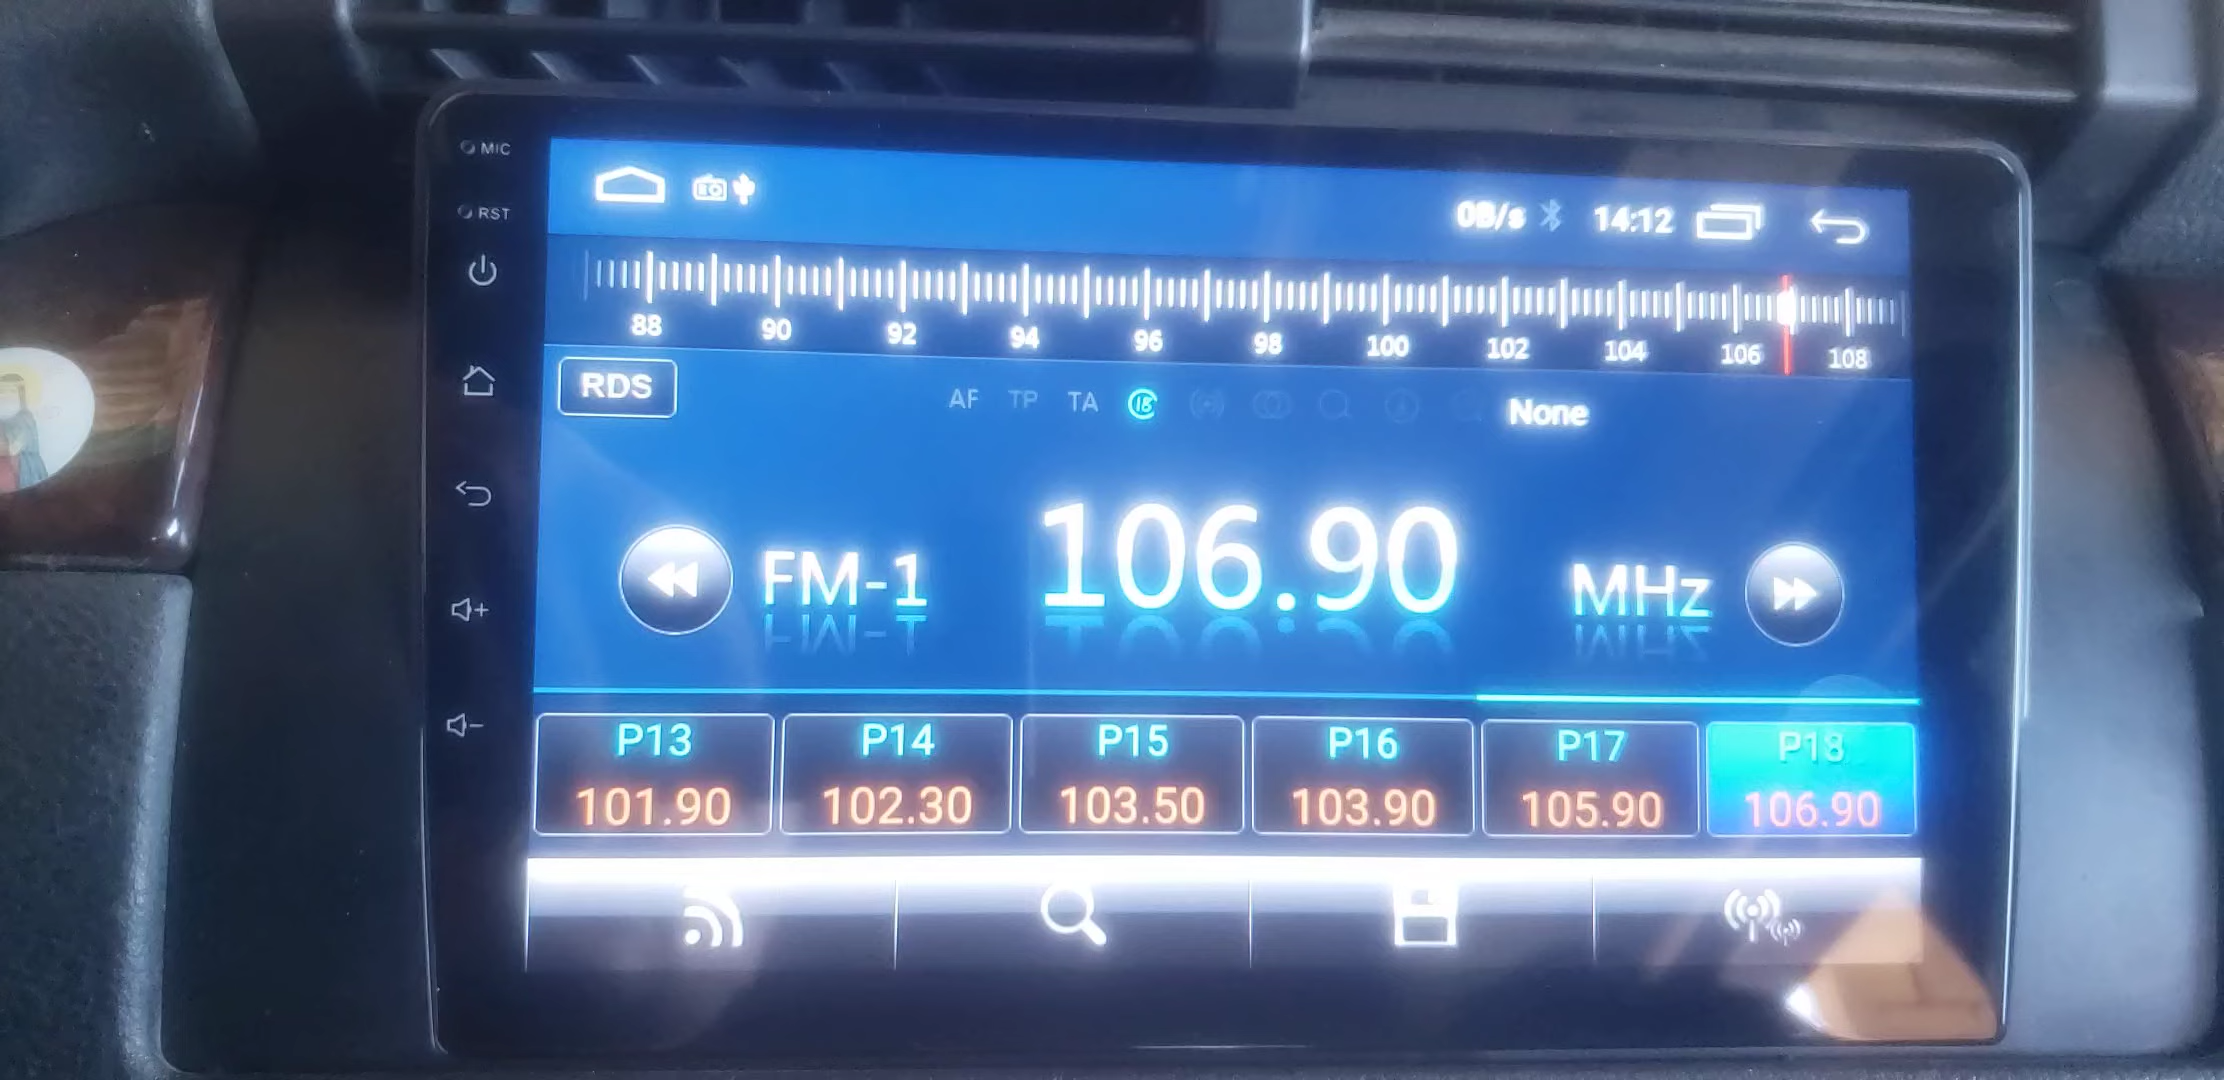 MIC
RST
0B/s 14:12
88 90 92 94 96 98 100 102 104 106 108
RDS AF TP TA None
FM-1 106.90 MHz
P13 P14 P15 P16 P17 P18
101.90 102.30 103.50 103.90 105.90 106.90